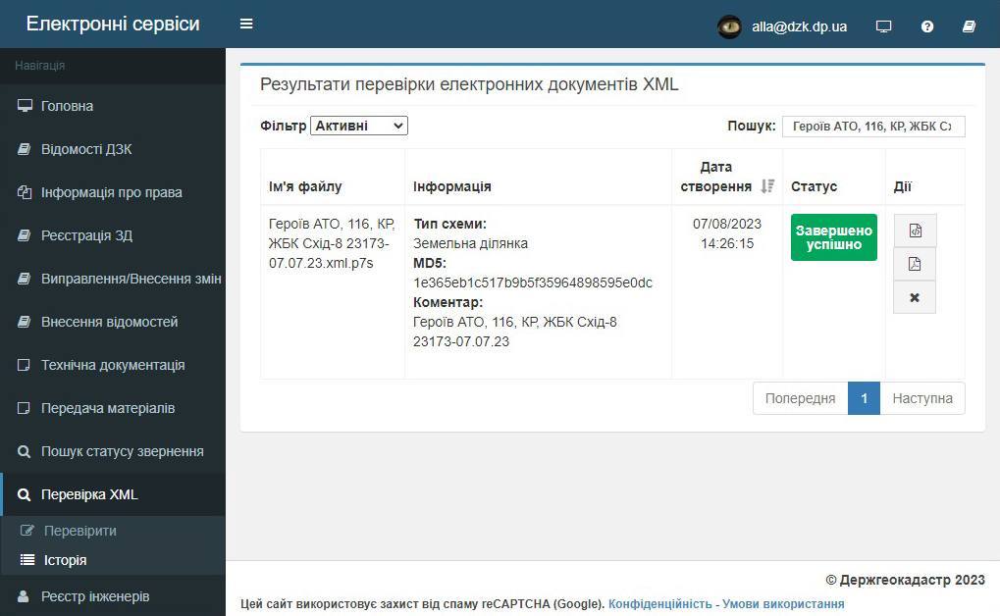 Електронні сервіси
alla@dzk.dp.ua
Навігація
Головна
Відомості ДЗК
Інформація про права
Реєстрація ЗД
Виправлення/Внесення змін
Внесення відомостей
Технічна документація
Передача матеріалів
Пошук статусу звернення
Перевірка XML
Перевірити
Історія
Реєстр інженерів
Результати перевірки електронних документів XML
Фільтр Активні
Пошук: Героїв АТО, 116, КР, ЖБК Сх
Ім'я файлу
Інформація
Дата
створення
Статус
Дії
Героїв АТО, 116, КР,
ЖБК Схід-8 23173-
07.07.23.xml.p7s
Тип схеми:
Земельна ділянка
MD5:
1e365eb1c517b9b5f35964898595e0dc
Коментар:
Героїв АТО, 116, КР, ЖБК Схід-8
23173-07.07.23
07/08/2023
14:26:15
Завершено
успішно
Попередня 1 Наступна
© Держгеокадастр 2023
Цей сайт використовує захист від спаму reCAPTCHA (Google). Конфіденційність - Умови використання